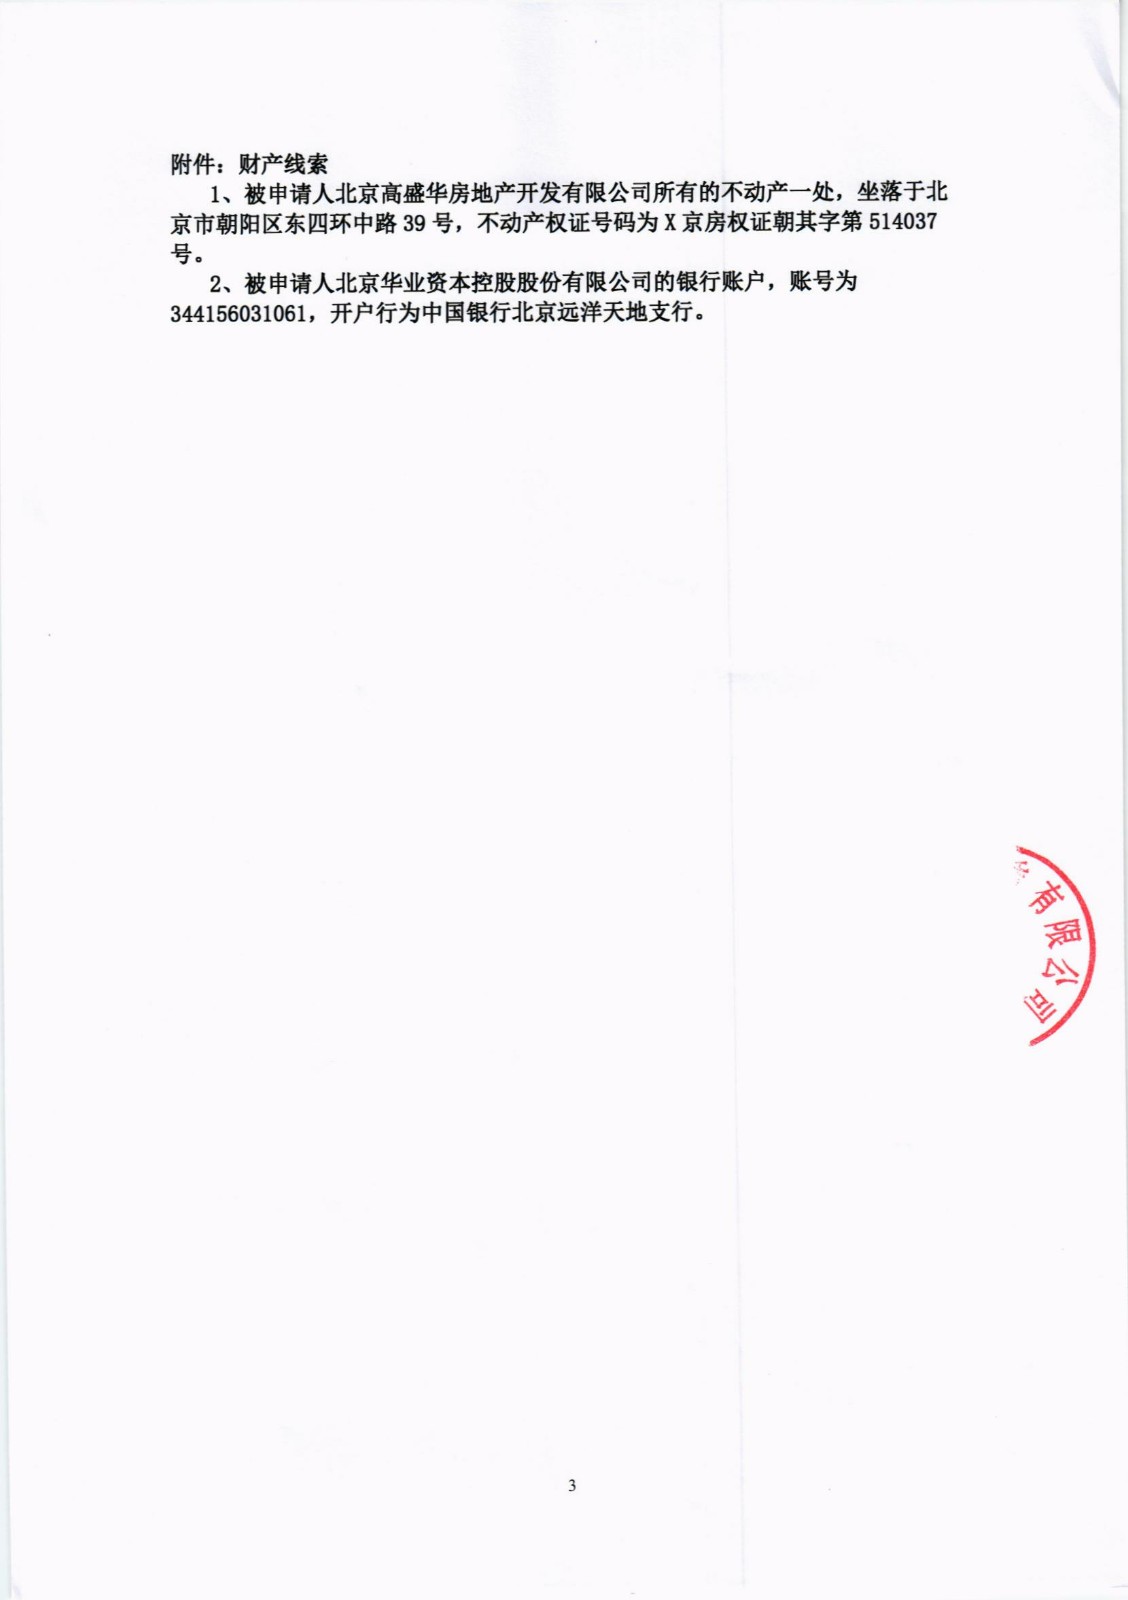 附件：财产线索
1、被申请人北京高盛华房地产开发有限公司所有的不动产一处，坐落于北
京市朝阳区东四环中路 39 号，不动产权证号码为 X 京房权证朝其字第 514037
号。
2、被申请人北京华业资本控股股份有限公司的银行账户，账号为
344156031061，开户行为中国银行北京远洋天地支行。
有限公司
3